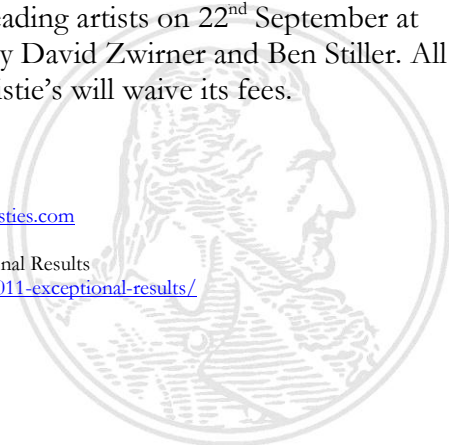 eading artists on 22nd September at
y David Zwirner and Ben Stiller. All
stie's will waive its fees.
sties.com
nal Results
011-exceptional-results/